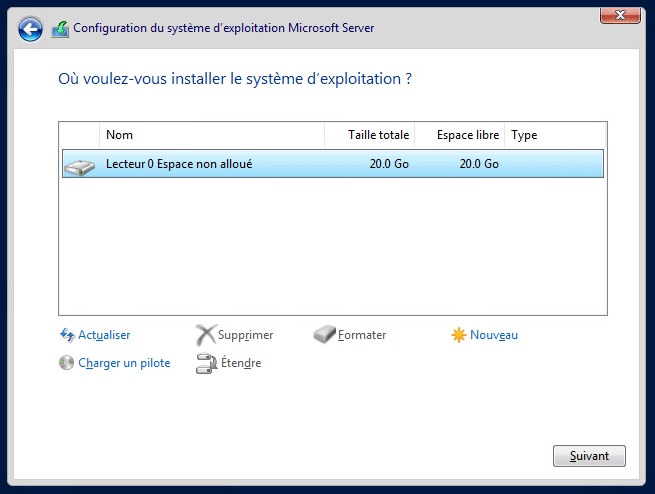 Configuration du système d'exploitation Microsoft Server
Où voulez-vous installer le système d'exploitation ?
Nom Taille totale Espace libre Type
Lecteur 0 Espace non alloué 20.0 Go 20.0 Go
Actualiser Supprimer Formater Nouveau
Charger un pilote Étendre
Suivant